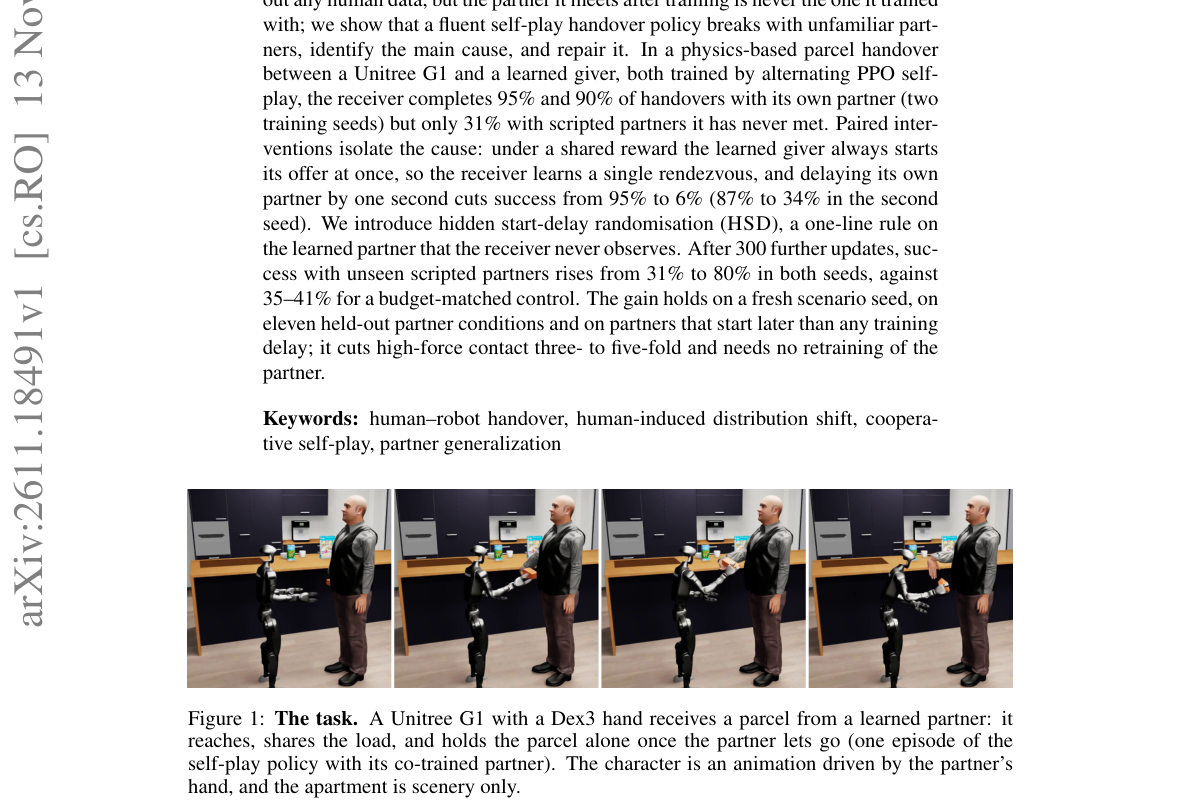 out any human data, but the partner it meets after training is never the one it trained
with; we show that a fluent self-play handover policy breaks with unfamiliar part-
ners, identify the main cause, and repair it. In a physics-based parcel handover
between a Unitree G1 and a learned giver, both trained by alternating PPO self-
play, the receiver completes 95% and 90% of handovers with its own partner (two
training seeds) but only 31% with scripted partners it has never met. Paired inter-
ventions isolate the cause: under a shared reward the learned giver always starts
its offer at once, so the receiver learns a single rendezvous, and delaying its own
partner by one second cuts success from 95% to 6% (87% to 34% in the second
seed). We introduce hidden start-delay randomisation (HSD), a one-line rule on
the learned partner that the receiver never observes. After 300 further updates, suc-
cess with unseen scripted partners rises from 31% to 80% in both seeds, against
35–41% for a budget-matched control. The gain holds on a fresh scenario seed, on
eleven held-out partner conditions and on partners that start later than any training
delay; it cuts high-force contact three- to five-fold and needs no retraining of the
partner.
Keywords: human–robot handover, human-induced distribution shift, coopera-
tive self-play, partner generalization
Figure 1: The task. A Unitree G1 with a Dex3 hand receives a parcel from a learned partner: it
reaches, shares the load, and holds the parcel alone once the partner lets go (one episode of the
self-play policy with its co-trained partner). The character is an animation driven by the partner's
hand, and the apartment is scenery only.
arXiv:2611.18491v1 [cs.RO] 13 Nov